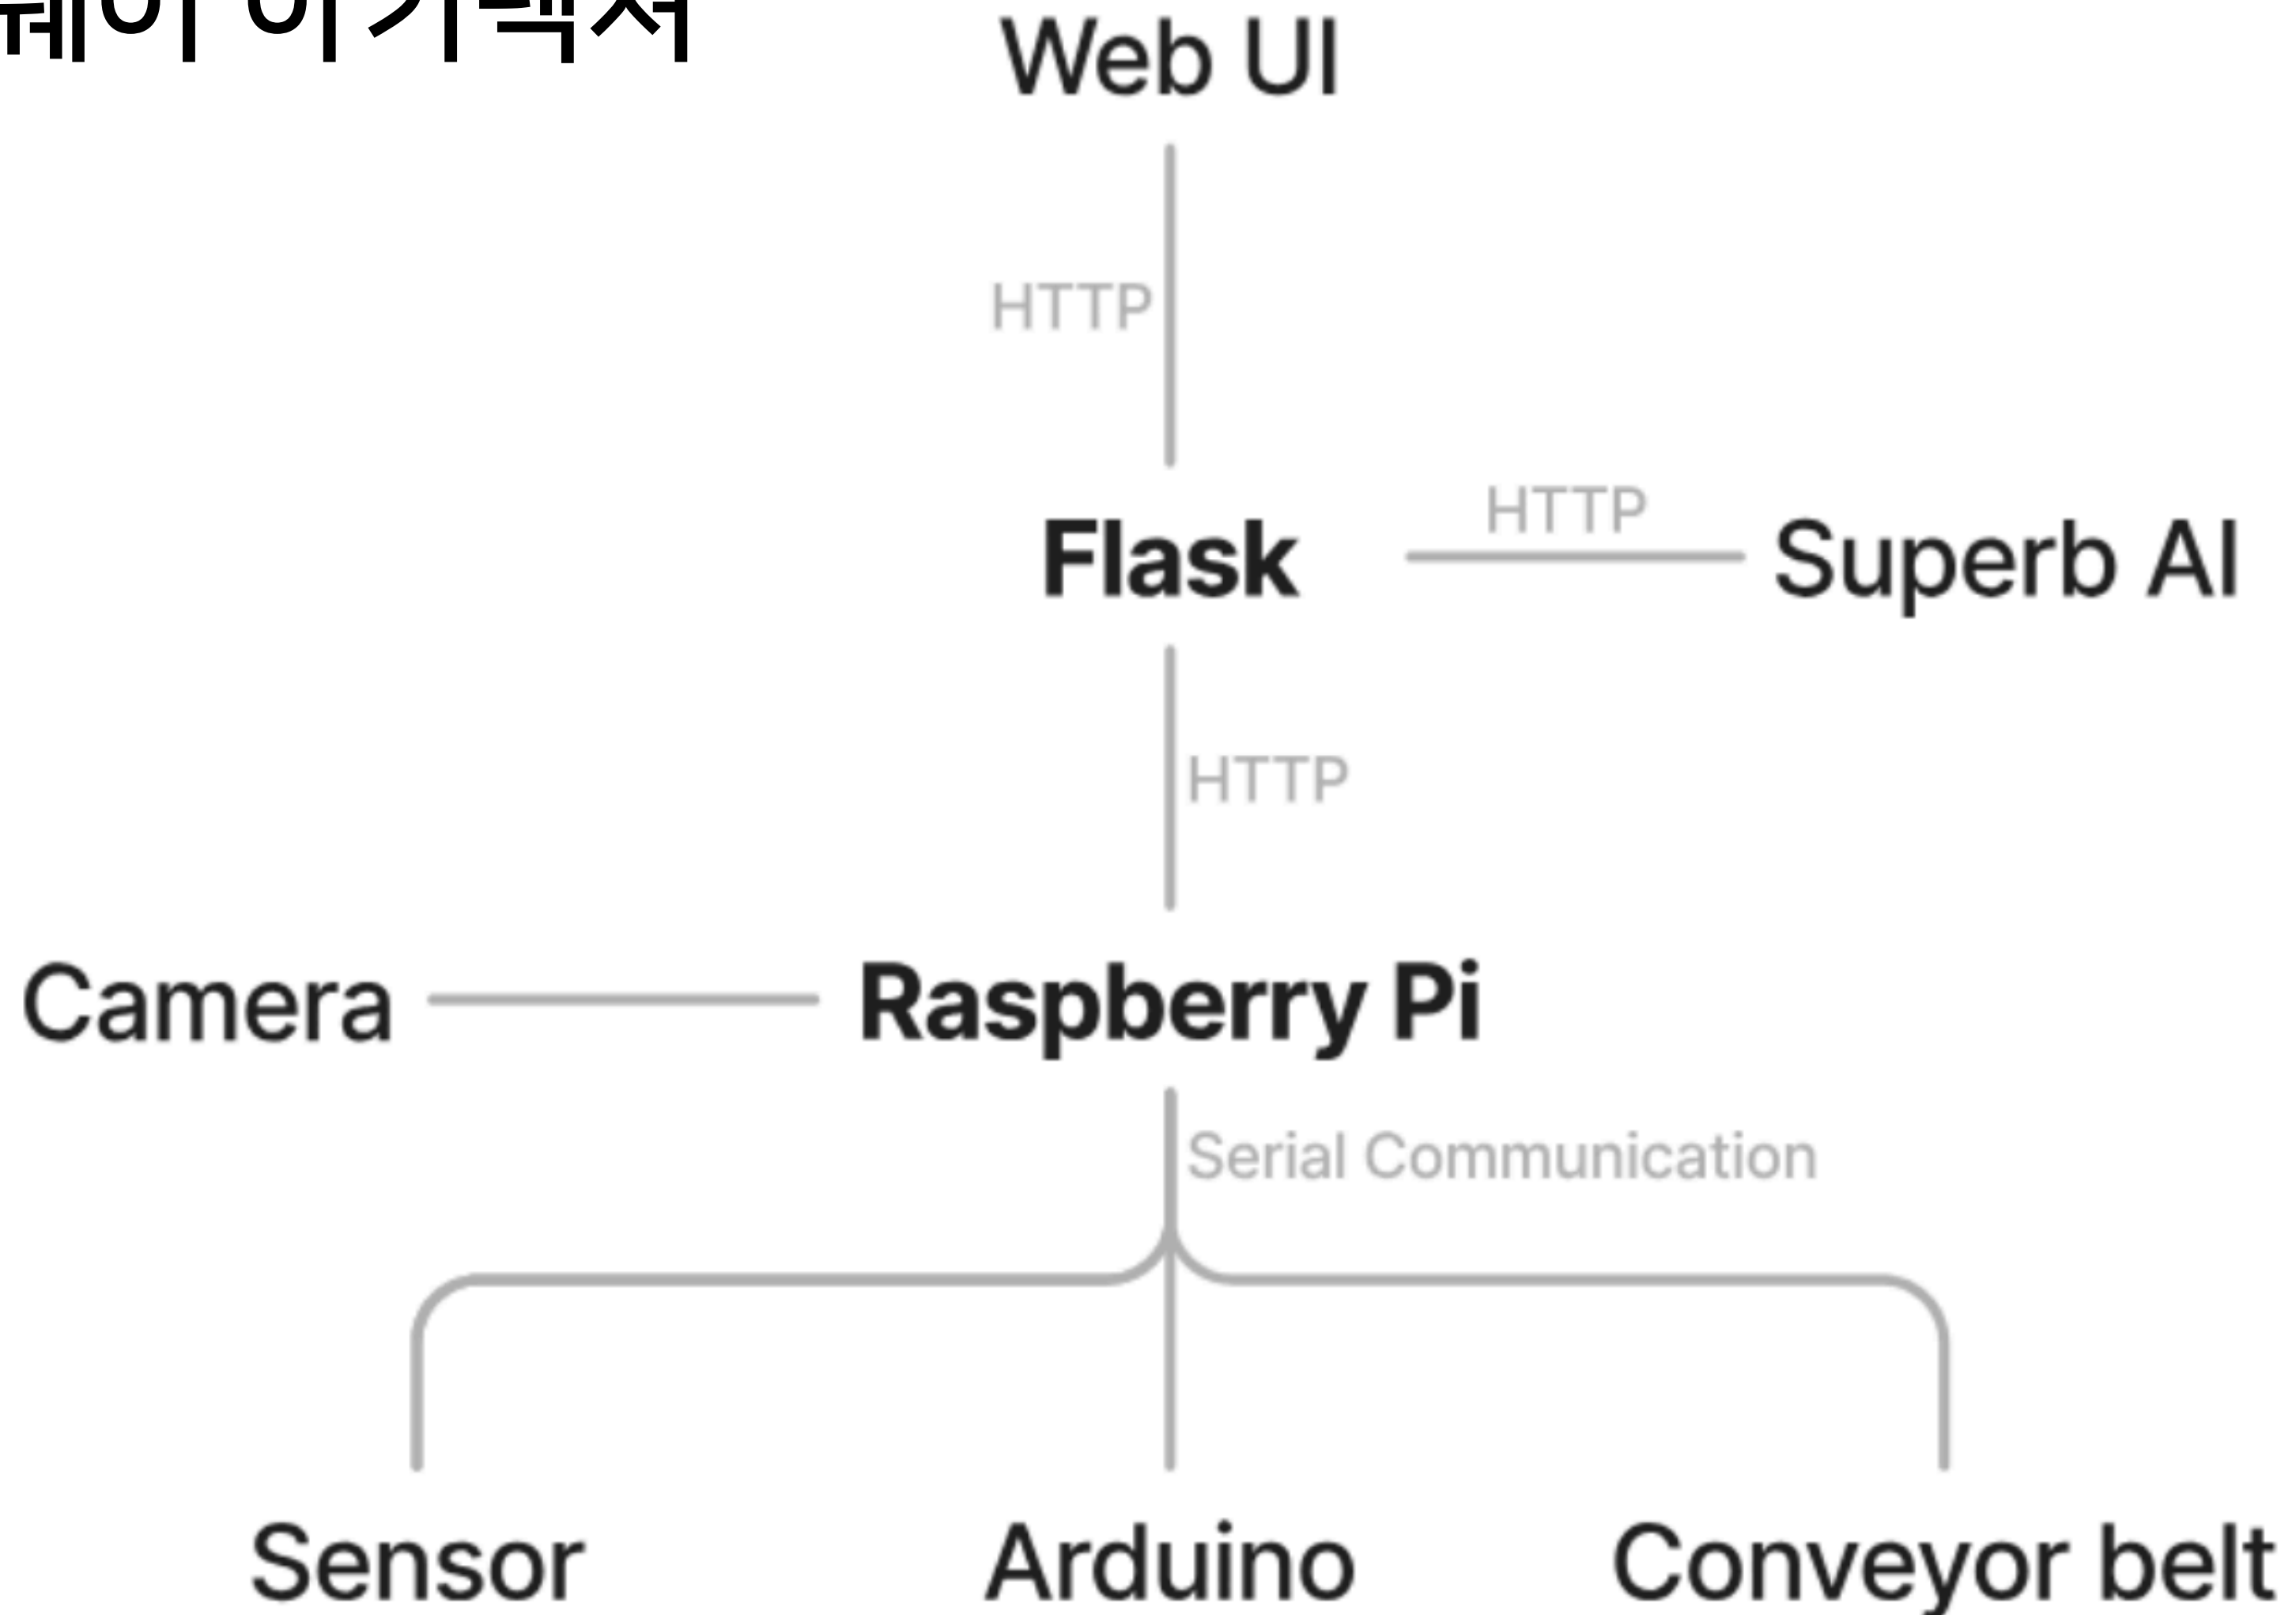 Web UI
HTTP
HTTP
Flask
Superb AI
HTTP
Camera
Raspberry Pi
Serial Communication
Sensor
Arduino
Conveyor belt